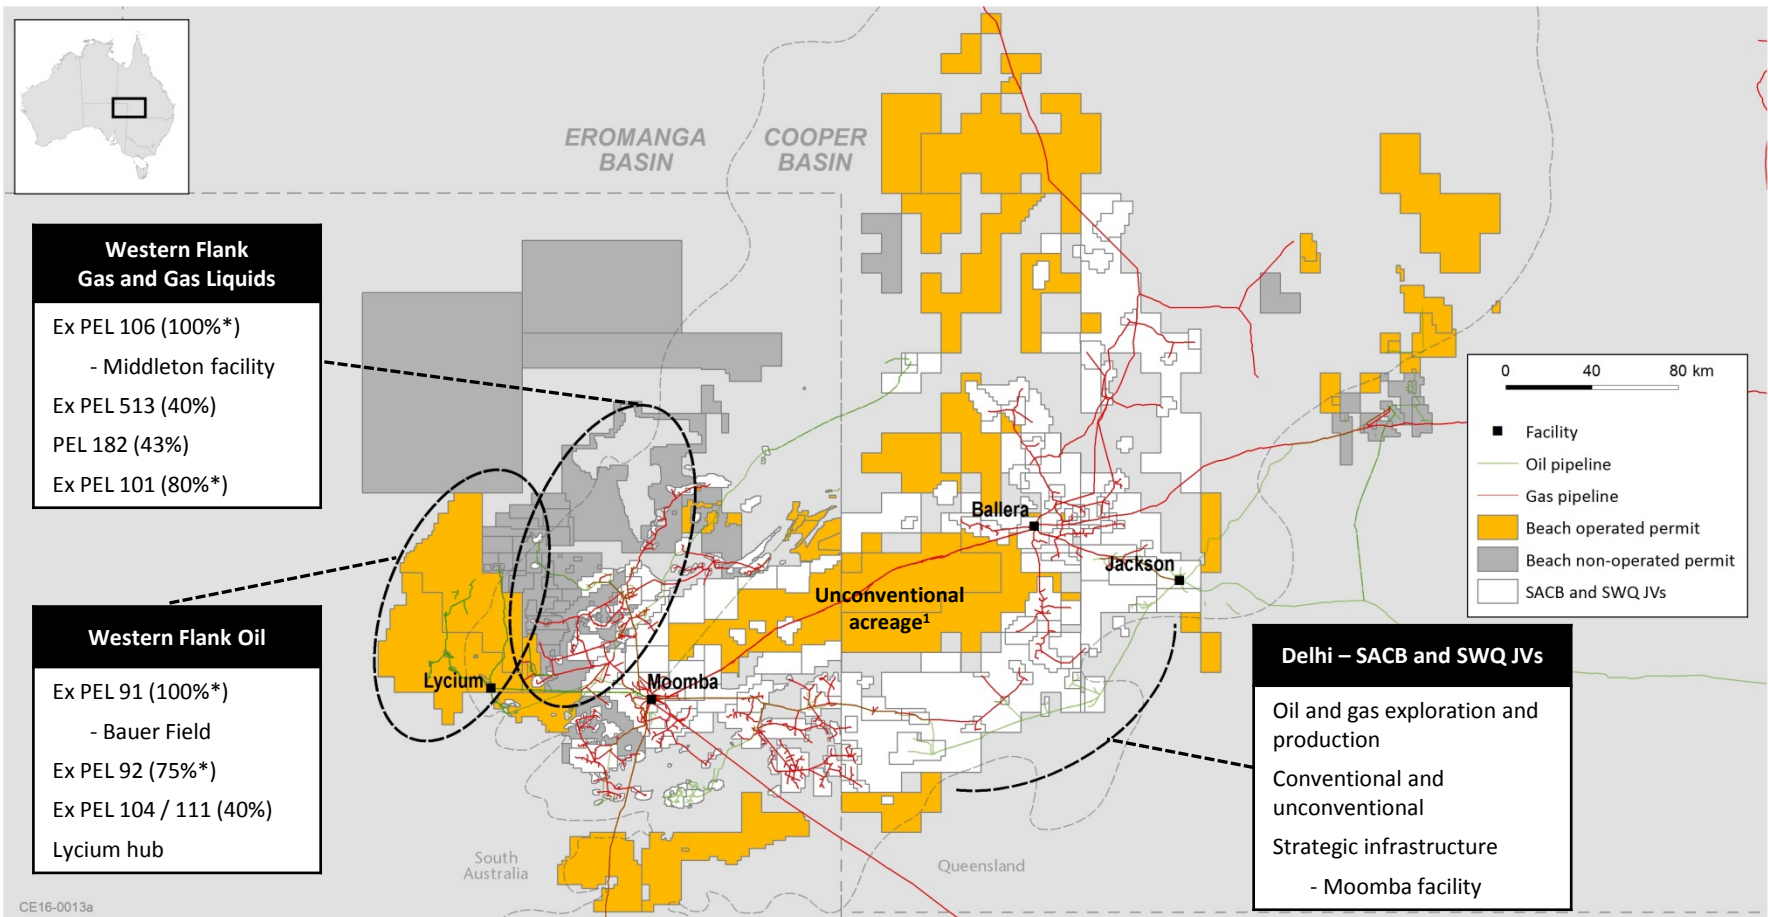 EROMANGA
BASIN
COOPER
BASIN
Western Flank
Gas and Gas Liquids
Ex PEL 106 (100%*)
- Middleton facility
Ex PEL 513 (40%)
PEL 182 (43%)
Ex PEL 101 (80%*)
0 40 80 km
Facility
Oil pipeline
Gas pipeline
Beach operated permit
Beach non-operated permit
SACB and SWQ JVs
Ballera
Jackson
Unconventional
acreage¹
Lycium
Moomba
Western Flank Oil
Ex PEL 91 (100%*)
- Bauer Field
Ex PEL 92 (75%*)
Ex PEL 104 / 111 (40%)
Lycium hub
Delhi – SACB and SWQ JVs
Oil and gas exploration and
production
Conventional and
unconventional
Strategic infrastructure
- Moomba facility
South
Australia
Queensland
CE16-0013a